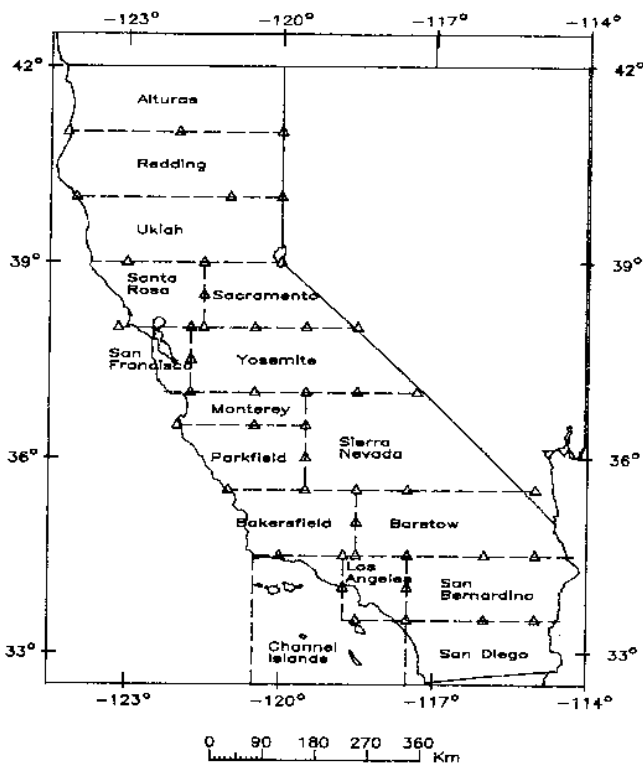 -123° -120° -117° -114°
42° 42°
Alturas
Redding
Ukiah
39° 39°
Santa
Rosa
Sacramento
San
Francisco
Yosemite
Monterey
Sierra
Nevada
36° 36°
Parkfield
Bakersfield Barstow
Los
Angeles
San
Bernardino
Channel
Islands
San Diego
33° 33°
-123° -120° -117° -114°
0 90 180 270 360
Km